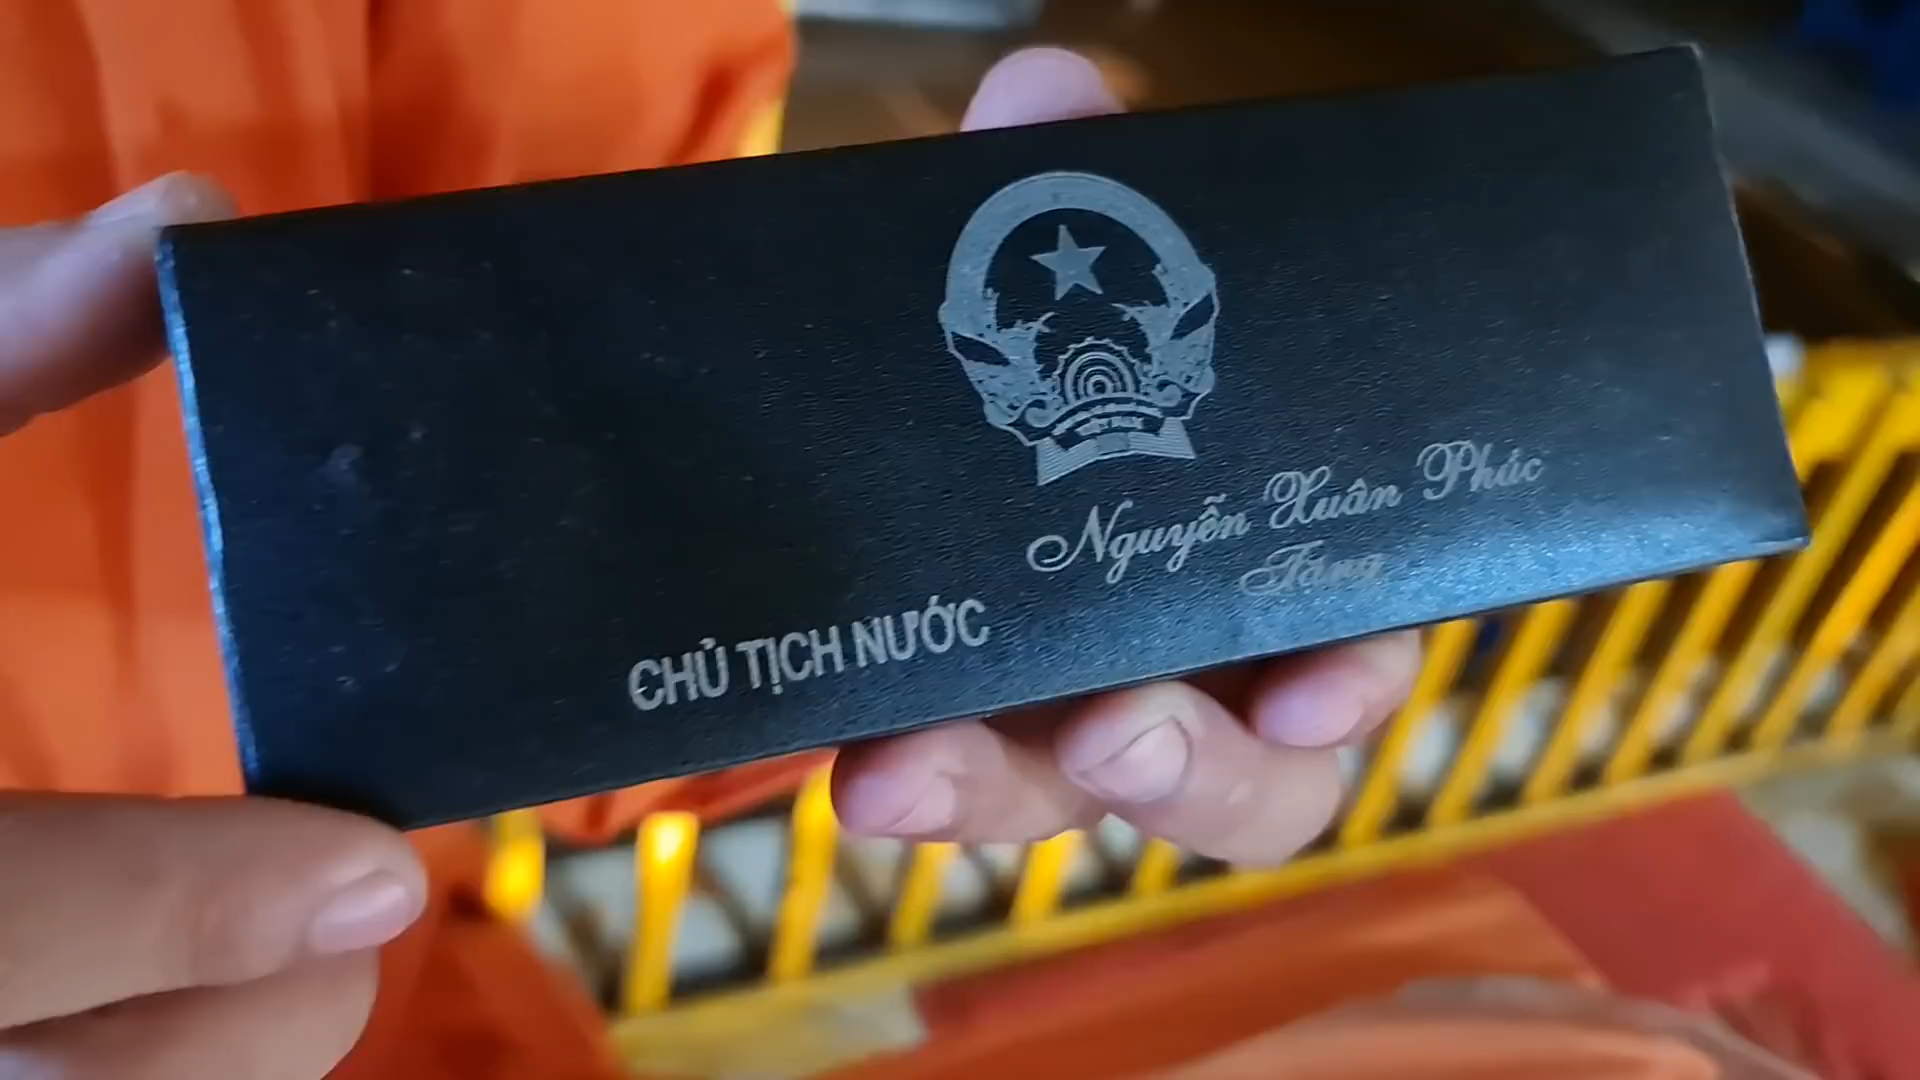 CHỦ TỊCH NƯỚC
Nguyễn Xuân Phúc
Tặng